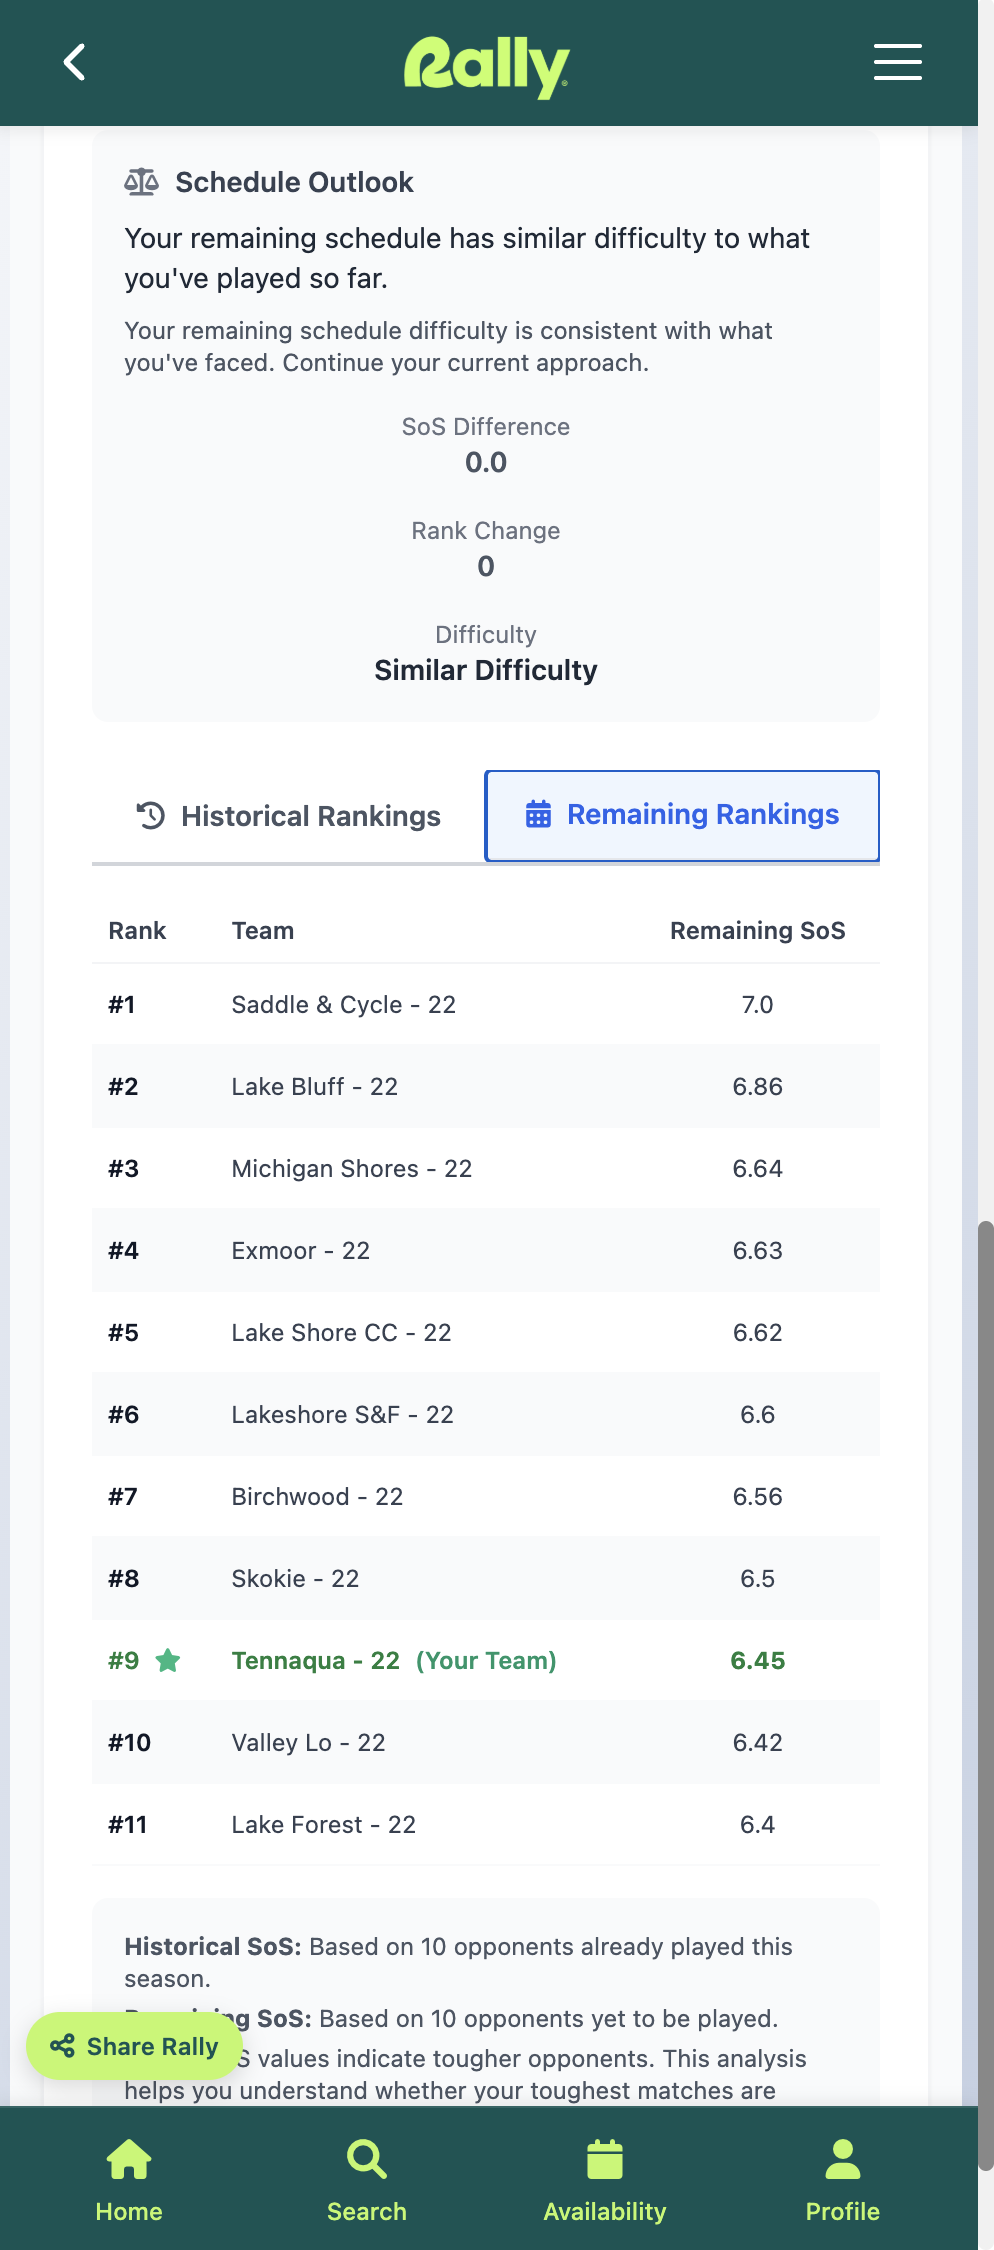 Rally
Schedule Outlook
Your remaining schedule has similar difficulty to what
you've played so far.
Your remaining schedule difficulty is consistent with what
you've faced. Continue your current approach.
SoS Difference
0.0
Rank Change
0
Difficulty
Similar Difficulty
Historical Rankings
Remaining Rankings
Rank Team Remaining SoS
#1 Saddle & Cycle - 22 7.0
#2 Lake Bluff - 22 6.86
#3 Michigan Shores - 22 6.64
#4 Exmoor - 22 6.63
#5 Lake Shore CC - 22 6.62
#6 Lakeshore S&F - 22 6.6
#7 Birchwood - 22 6.56
#8 Skokie - 22 6.5
#9 Tennaqua - 22 (Your Team) 6.45
#10 Valley Lo - 22 6.42
#11 Lake Forest - 22 6.4
Historical SoS: Based on 10 opponents already played this
season.
SoS: Based on 10 opponents yet to be played.
values indicate tougher opponents. This analysis
helps you understand whether your toughest matches are
Share Rally
Home
Search
Availability
Profile